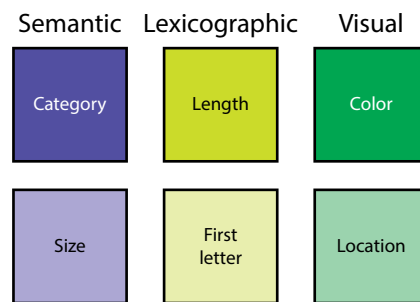 Semantic Lexicographic Visual
Category Length Color
Size First letter Location